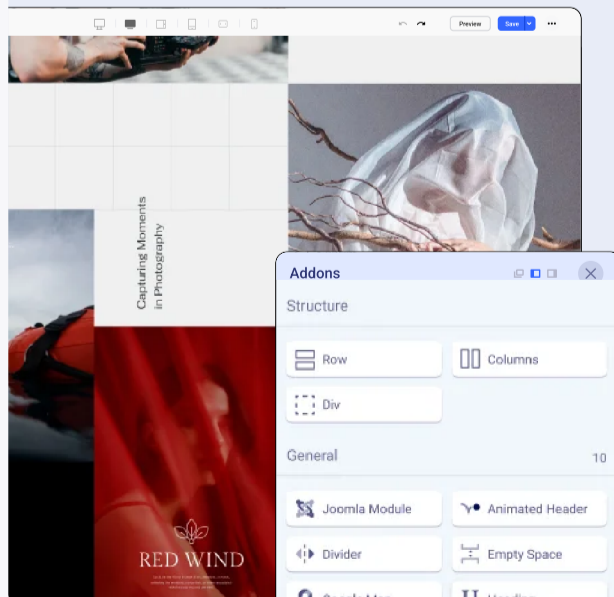 Preview
Save
Capturing Moments
in Photography
Addons
Structure
Row
Columns
Div
General
10
Joomla Module
Animated Header
Divider
Empty Space
RED WIND